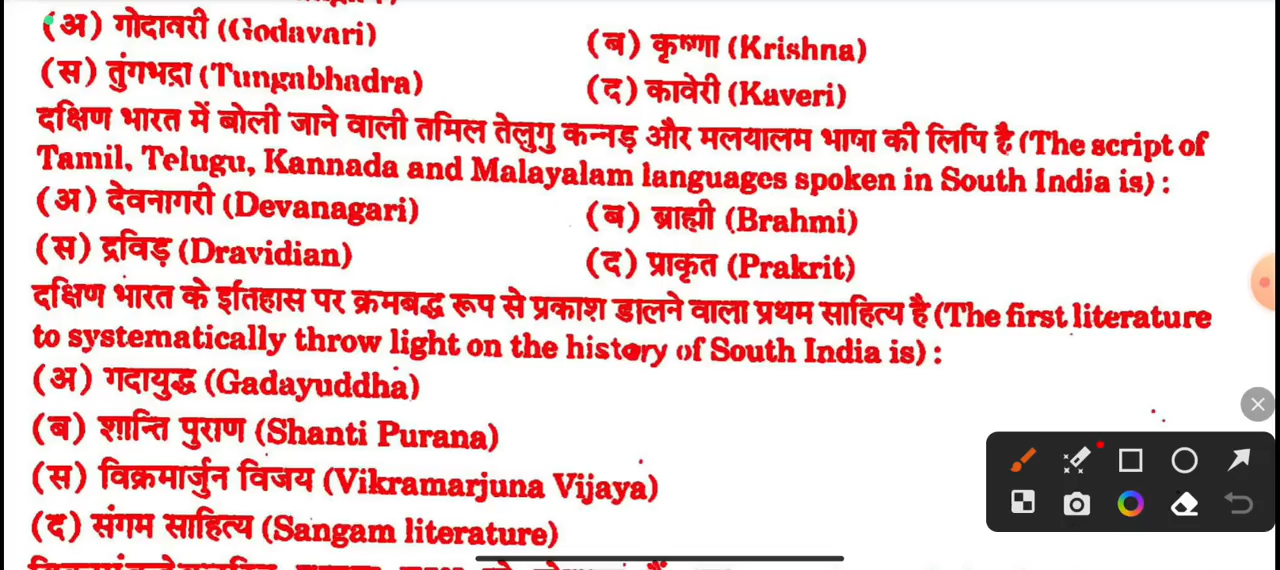 (अ) गोदावरी (Godavari)
(ब) कृष्णा (Krishna)
(स) तुंगभद्रा (Tungabhadra)
(द) कावेरी (Kaveri)
दक्षिण भारत में बोली जाने वाली तमिल तेलुगु कन्नड़ और मलयालम भाषा की लिपि है (The script of
Tamil, Telugu, Kannada and Malayalam languages spoken in South India is) :
(अ) देवनागरी (Devanagari)
(ब) ब्राह्मी (Brahmi)
(स) द्रविड़ (Dravidian)
(द) प्राकृत (Prakrit)
दक्षिण भारत के इतिहास पर क्रमबद्ध रूप से प्रकाश डालने वाला प्रथम साहित्य है (The first literature
to systematically throw light on the history of South India is) :
(अ) गदायुद्ध (Gadayuddha)
(ब) शान्ति पुराण (Shanti Purana)
(स) विक्रमार्जुन विजय (Vikramarjuna Vijaya)
(द) संगम साहित्य (Sangam literature)